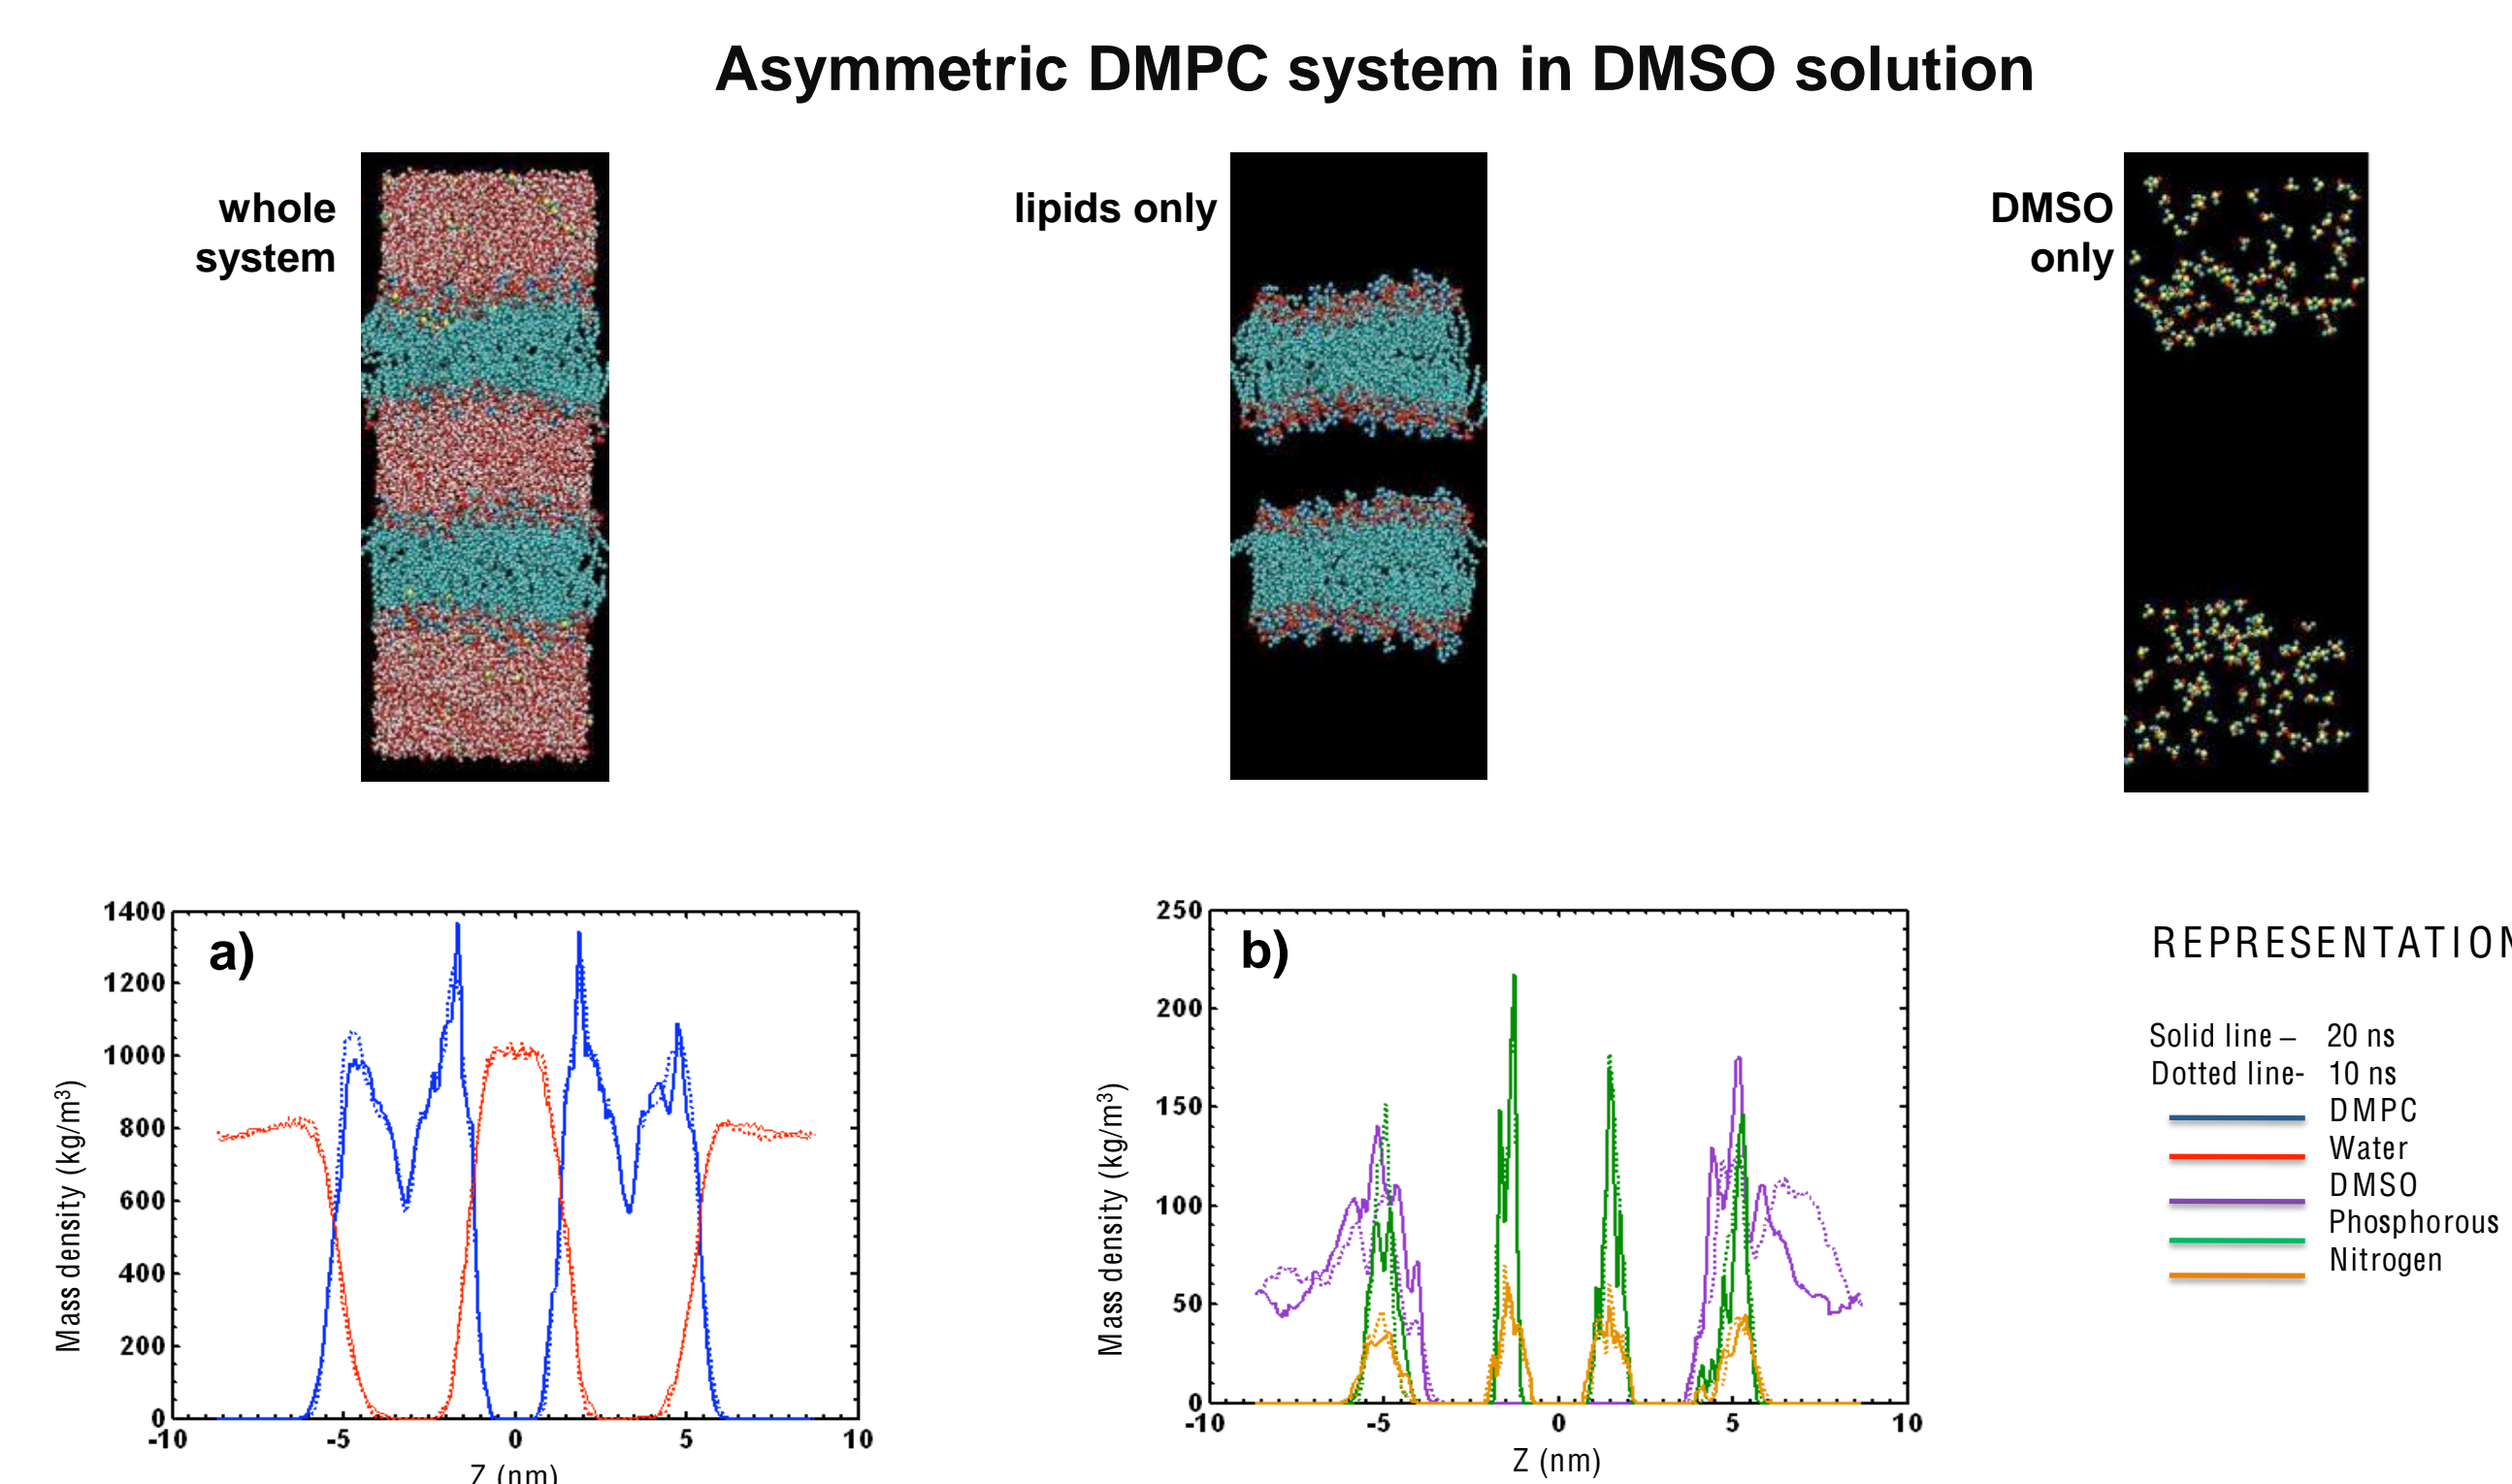 Asymmetric DMPC system in DMSO solution
whole
system
lipids only
DMSO
only
a)
1400
1200
1000
800
600
400
200
0
-10
-5
0
5
10
Mass density (kg/m³)
Z (nm)
b)
250
200
150
100
50
0
-10
-5
0
5
10
Mass density (kg/m³)
Z (nm)
REPRESENTATION
Solid line – 20 ns
Dotted line- 10 ns
DMPC
Water
DMSO
Phosphorous
Nitrogen